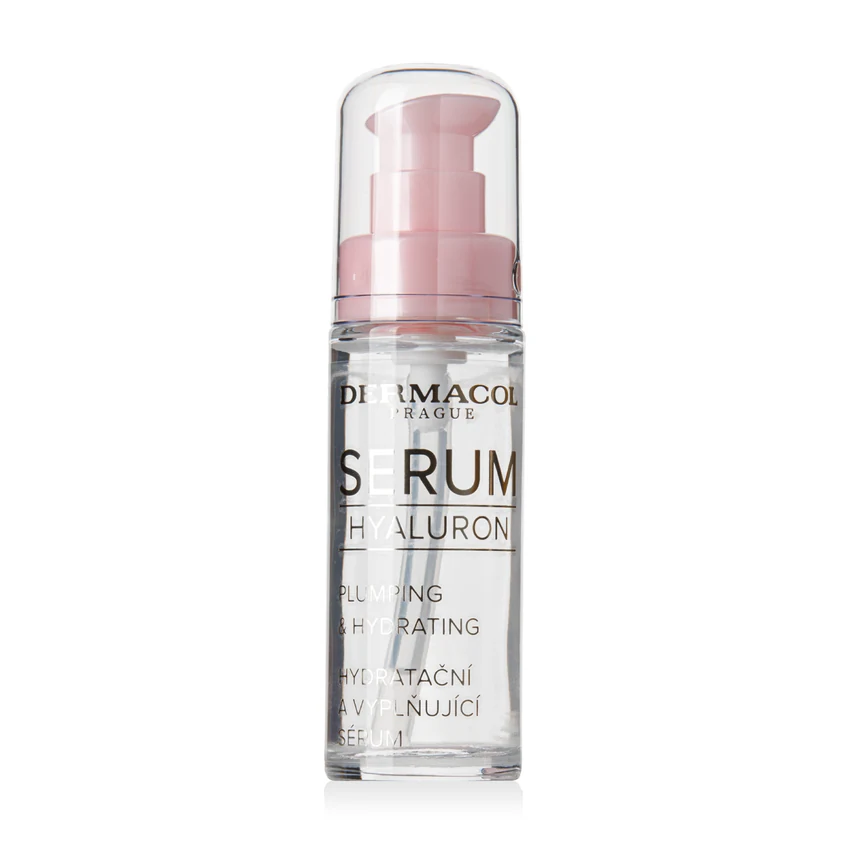 DERMACOL
PRAGUE
SERUM
HYALURON
PLUMPING
& HYDRATING
HYDRATAČNÍ
A VYPLŇUJÍCÍ
SÉRUM